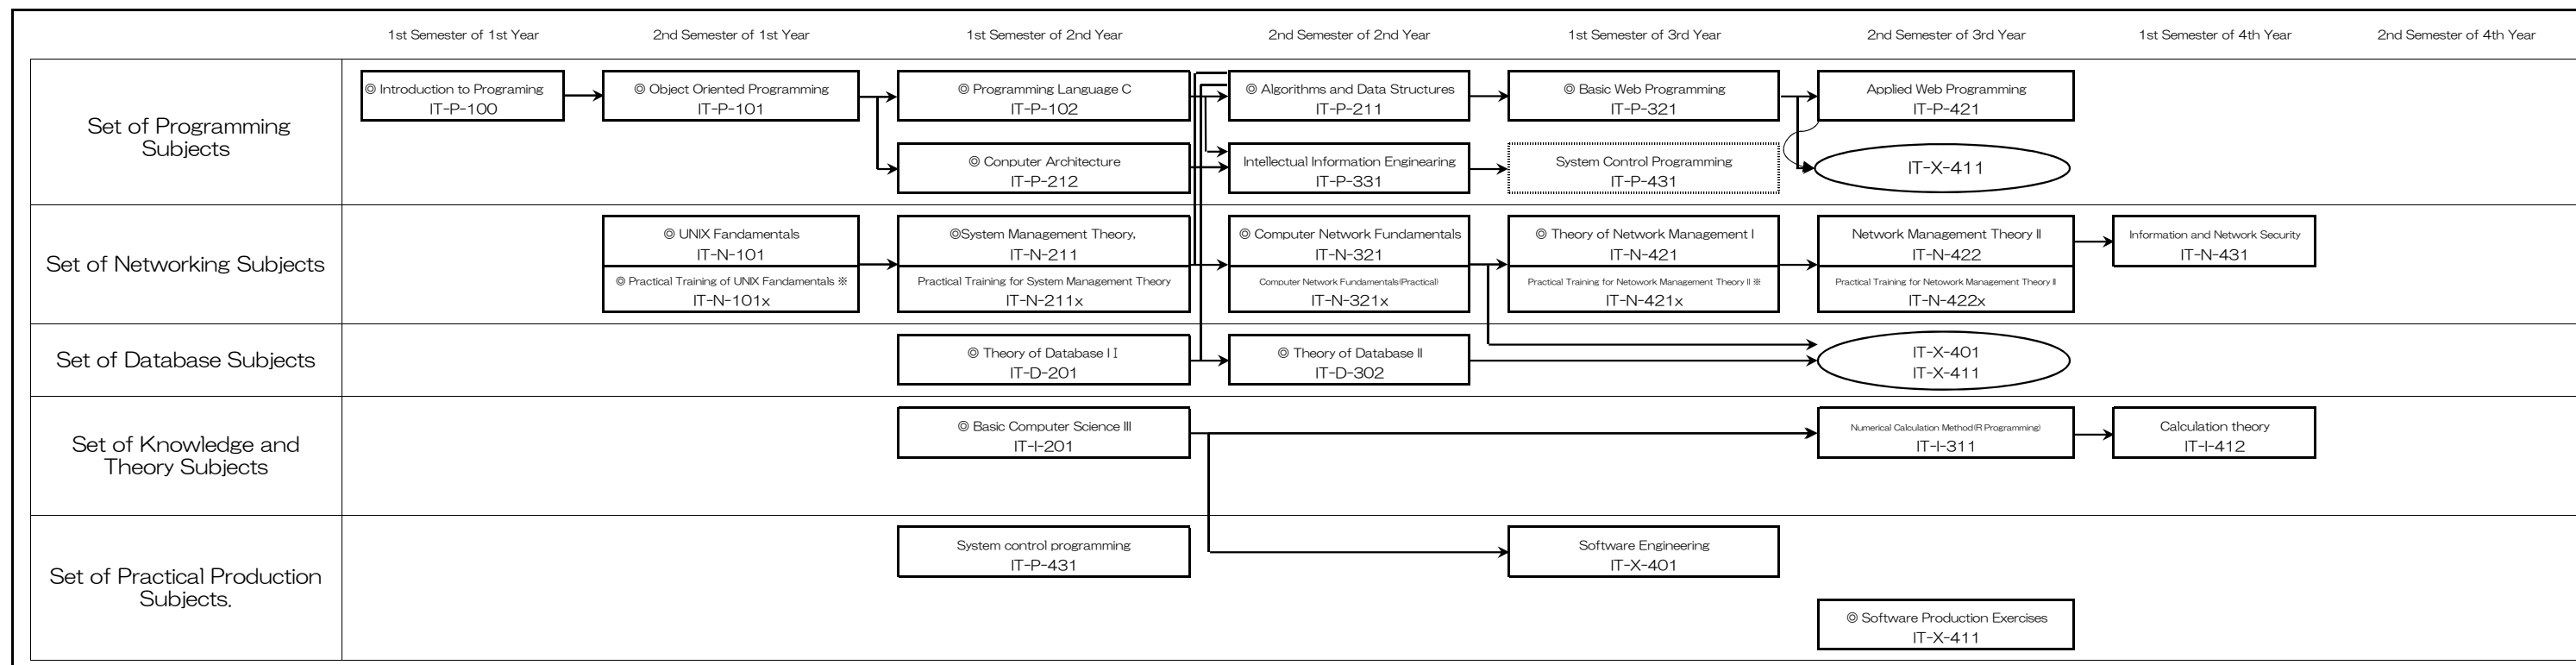 1st Semester of 1st Year
2nd Semester of 1st Year
1st Semester of 2nd Year
2nd Semester of 2nd Year
1st Semester of 3rd Year
2nd Semester of 3rd Year
1st Semester of 4th Year
2nd Semester of 4th Year
Set of Programming
Subjects
◎ Introduction to Programing
IT-P-100
◎ Object Oriented Programming
IT-P-101
◎ Programming Language C
IT-P-102
◎ Algorithms and Data Structures
IT-P-211
◎ Basic Web Programming
IT-P-321
Applied Web Programming
IT-P-421
◎ Conputer Architecture
IT-P-212
Intellectual Information Engineering
IT-P-331
System Control Programming
IT-P-431
IT-X-411
Set of Networking Subjects
◎ UNIX Fandamentals
IT-N-101
◎ Practical Training of UNIX Fandamentals ※
IT-N-101x
◎System Management Theory,
IT-N-211
Practical Training for System Management Theory
IT-N-211x
◎ Computer Network Fundamentals
IT-N-321
Computer Network Fundamentals(Practical)
IT-N-321x
◎ Theory of Network Management I
IT-N-421
Practical Training for Netowork Management Theory II ※
IT-N-421x
Network Management Theory II
IT-N-422
Practical Training for Netowork Management Theory II
IT-N-422x
Information and Network Security
IT-N-431
Set of Database Subjects
◎ Theory of Database I I
IT-D-201
◎ Theory of Database II
IT-D-302
IT-X-401
IT-X-411
Set of Knowledge and
Theory Subjects
◎ Basic Computer Science III
IT-I-201
Numerical Calculation Method(R Programming)
IT-I-311
Calculation theory
IT-I-412
Set of Practical Production
Subjects.
System control programming
IT-P-431
Software Engineering
IT-X-401
◎ Software Production Exercises
IT-X-411